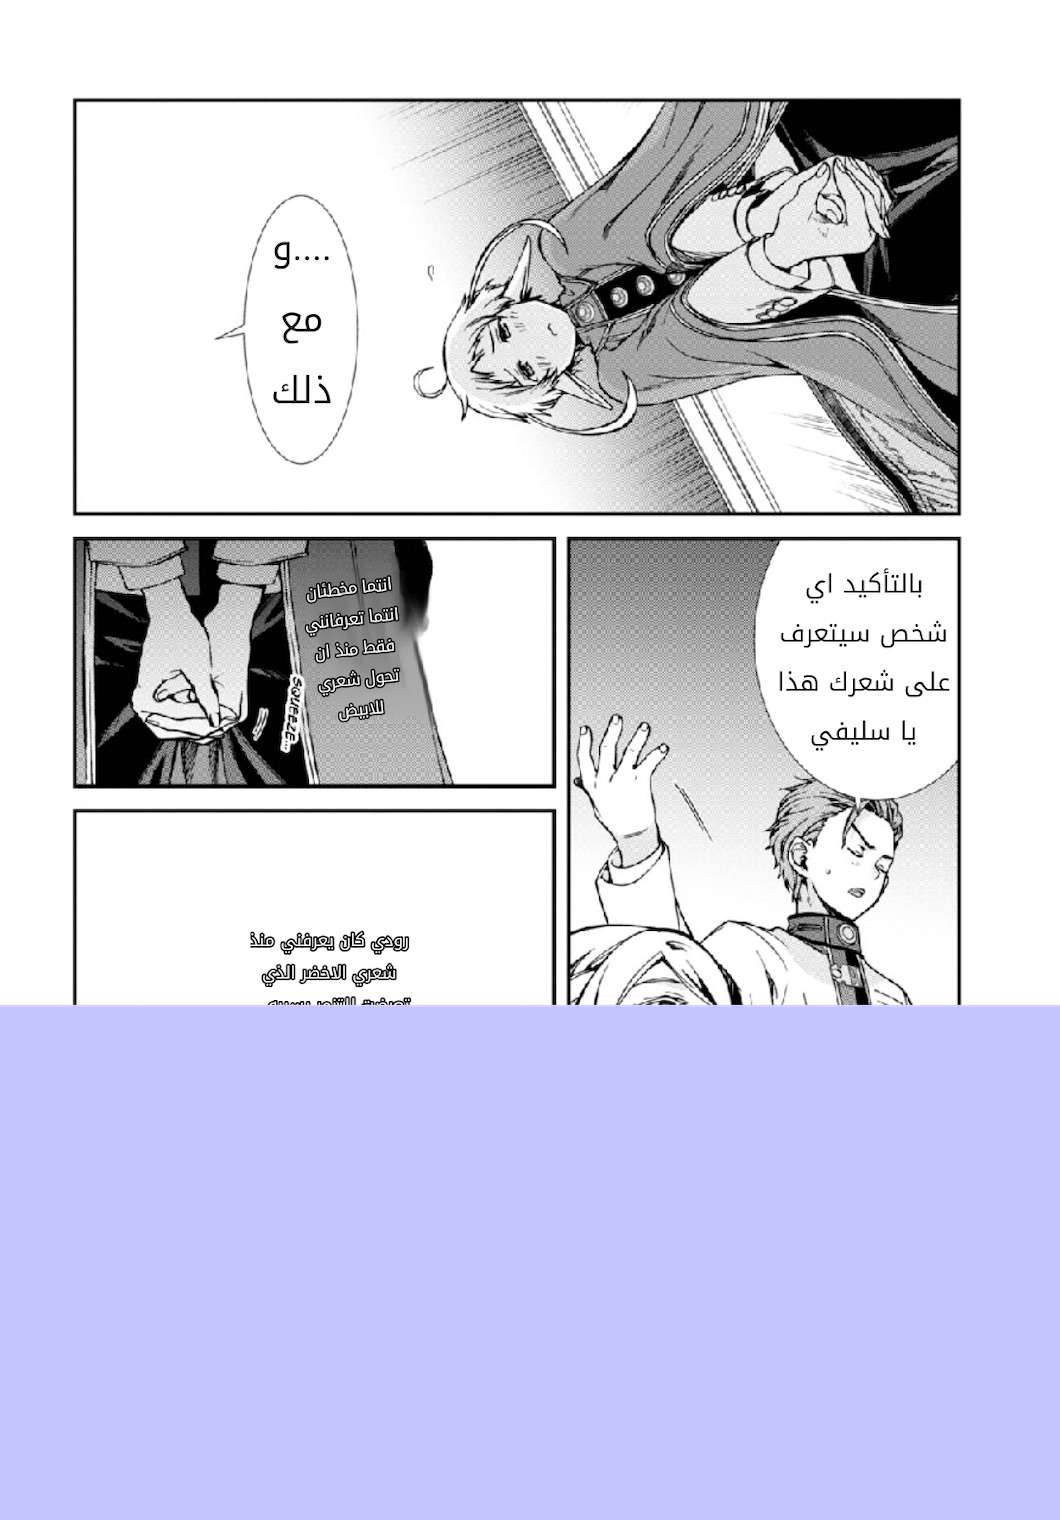 و....
مع
ذلك
بالتأكيد اي
شخص سيتعرف
على شعرك هذا
يا سليفي
انتما مخطئان
انتما تعرفانني
فقط منذ ان
تحول شعري
للابيض
SQUEEZE...
رودي كان يعرفني منذ
شعري الاخضر الذي